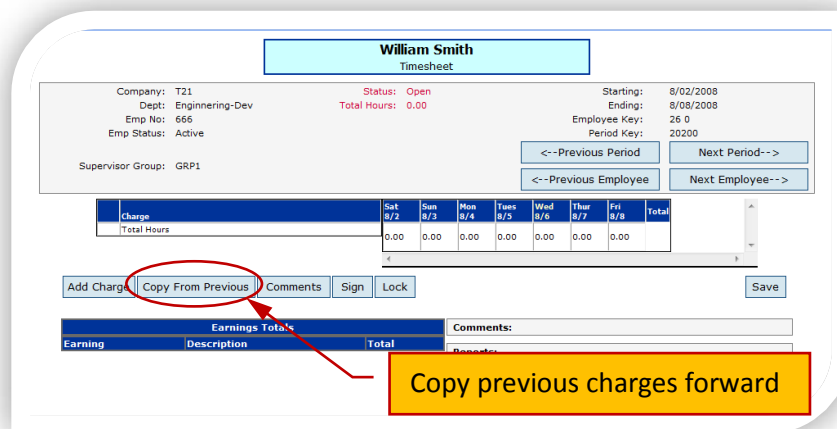 William Smith
Timesheet
Company: T21 Status: Open Starting: 8/02/2008
Dept: Enginnering-Dev Total Hours: 0.00 Ending: 8/08/2008
Emp No: 666 Employee Key: 26 0
Emp Status: Active Period Key: 20200
<--Previous Period Next Period-->
Supervisor Group: GRP1
<--Previous Employee Next Employee-->
Charge Sat 8/2 Sun 8/3 Mon 8/4 Tues 8/5 Wed 8/6 Thur 8/7 Fri 8/8 Total
Total Hours 0.00 0.00 0.00 0.00 0.00 0.00 0.00
Add Charge Copy From Previous Comments Sign Lock Save
Earnings Totals Comments:
Earning Description Total Reports:
Copy previous charges forward